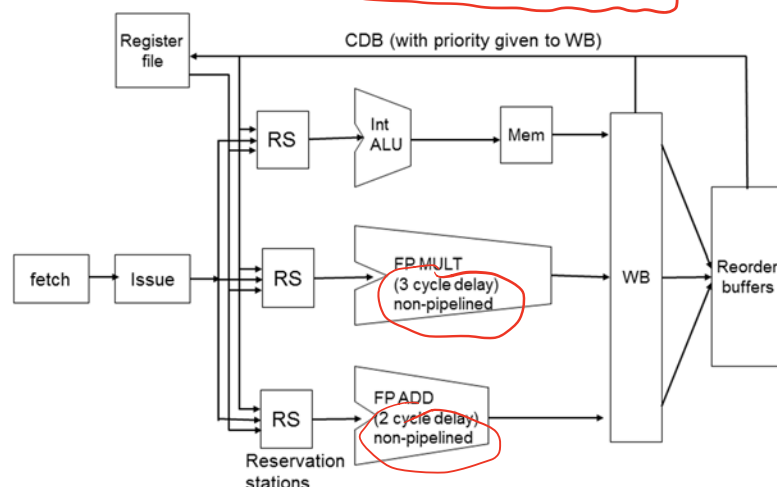 Register
file
CDB (with priority given to WB)
RS
Int
ALU
Mem
fetch
Issue
RS
FP MULT
(3 cycle delay)
non-pipelined
WB
Reorder
buffers
RS
FP ADD
(2 cycle delay)
non-pipelined
Reservation
stations